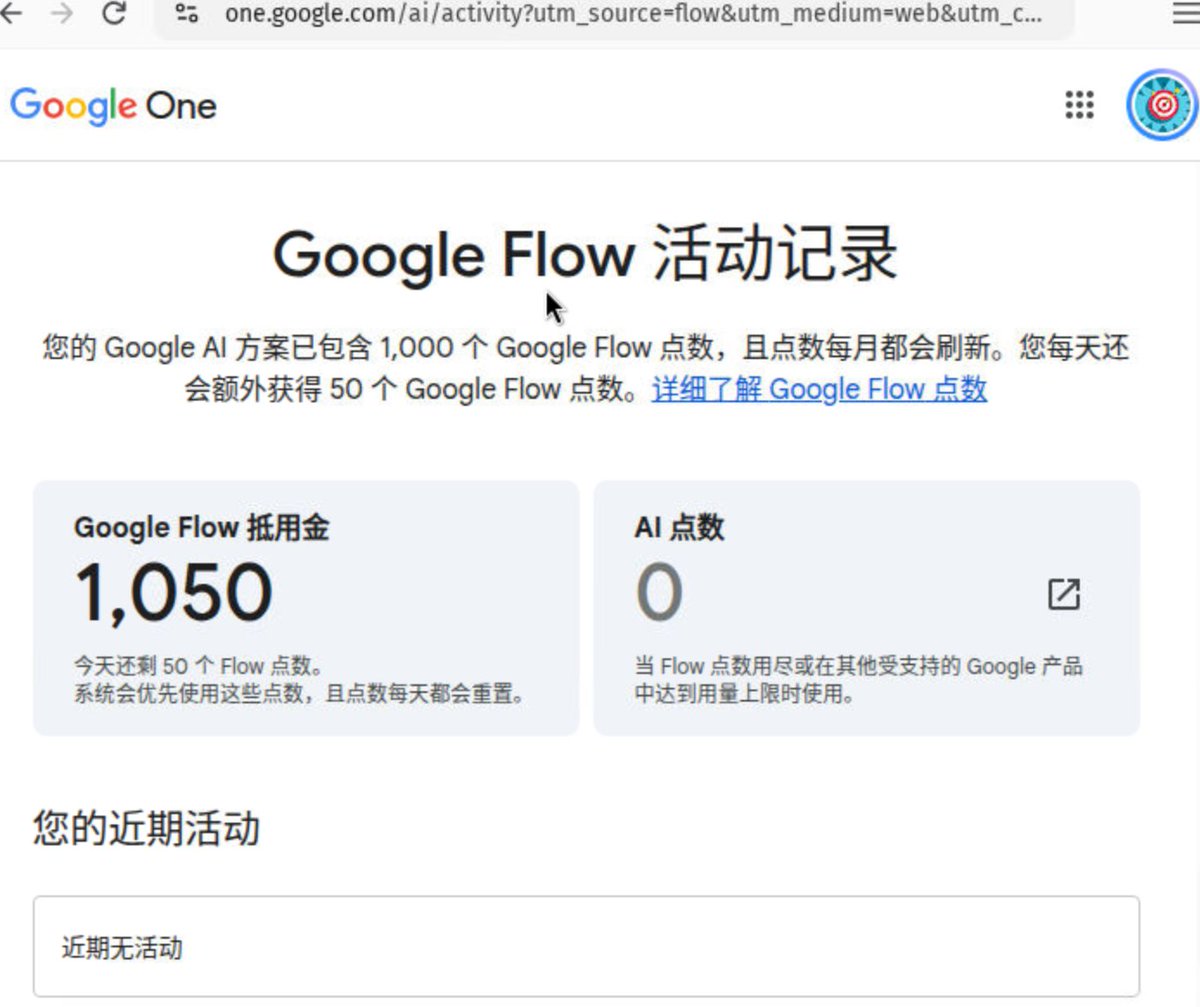 one.google.com/ai/activity?utm_source=flow&utm_medium=web&utm_c...
Google One
Google Flow 活动记录
您的 Google AI 方案已包含 1,000 个 Google Flow 点数，且点数每月都会刷新。您每天还
会额外获得 50 个 Google Flow 点数。详细了解 Google Flow 点数
Google Flow 抵用金
1,050
今天还剩 50 个 Flow 点数。
系统会优先使用这些点数，且点数每天都会重置。
AI 点数
0
当 Flow 点数用尽或在其他受支持的 Google 产品
中达到用量上限时使用。
您的近期活动
近期无活动